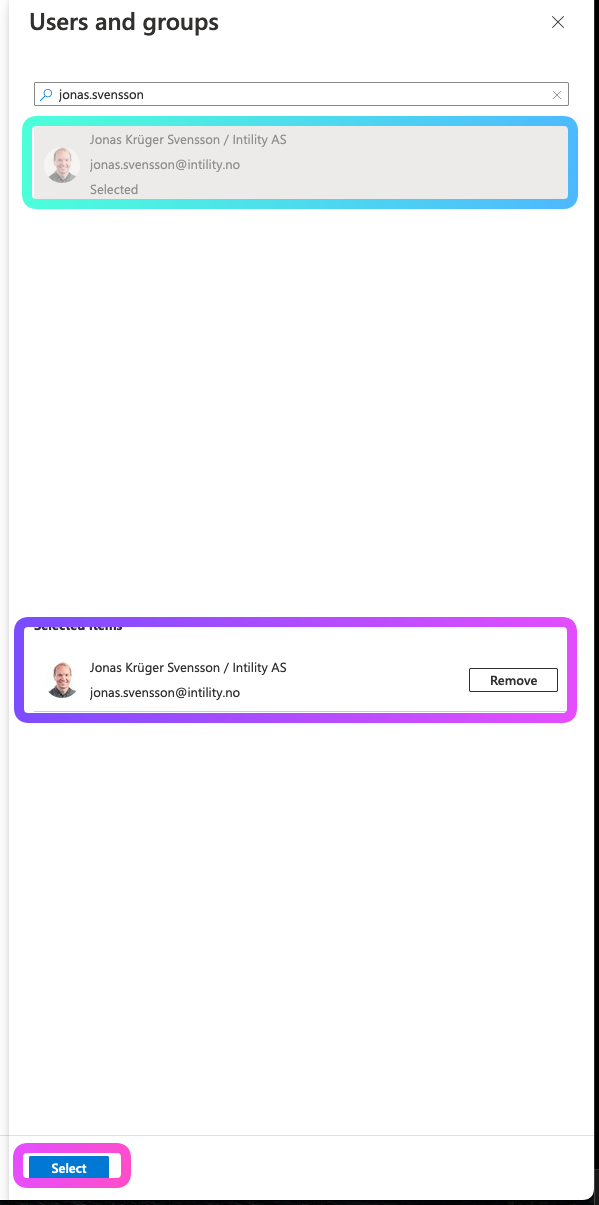 Users and groups
jonas.svensson
Jonas Krüger Svensson / Intility AS
jonas.svensson@intility.no
Selected
Selected items
Jonas Krüger Svensson / Intility AS
jonas.svensson@intility.no
Remove
Select